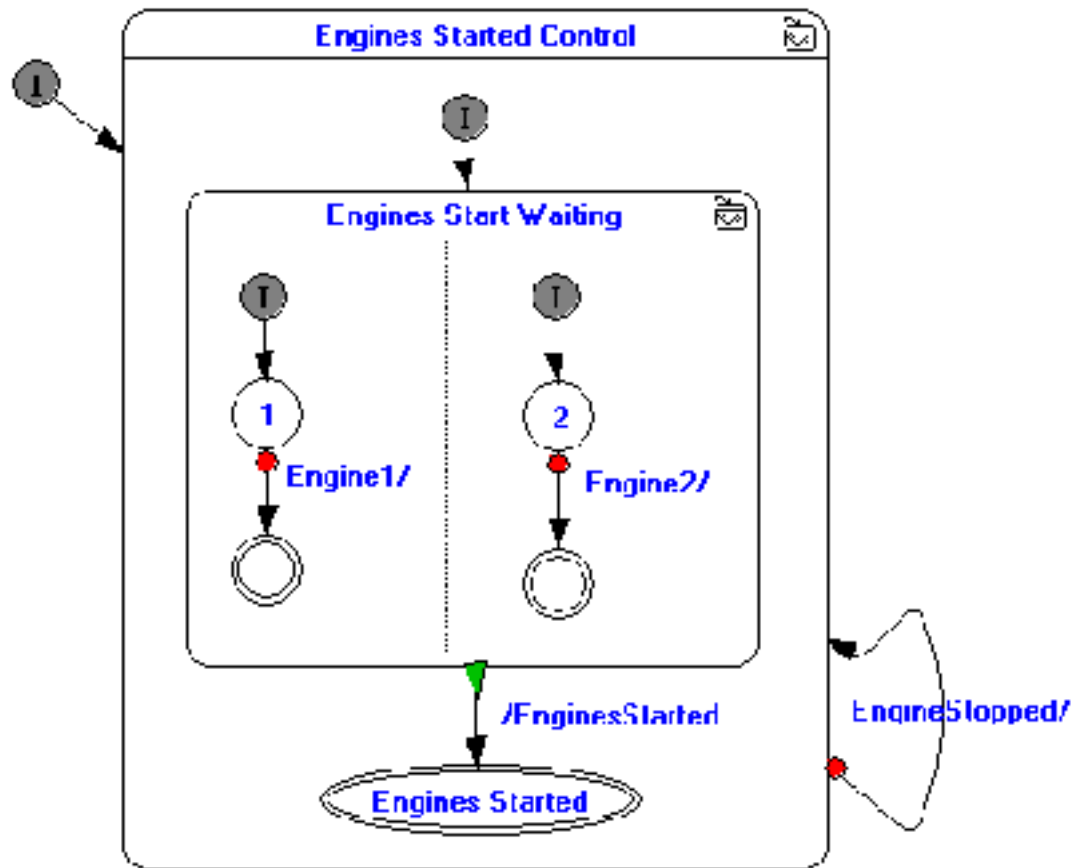 Engines Started Control
I
I
Engines Start Waiting
I
I
1
2
Engine1/
Engine2/
/EnginesStarted
EngineStopped/
Engines Started